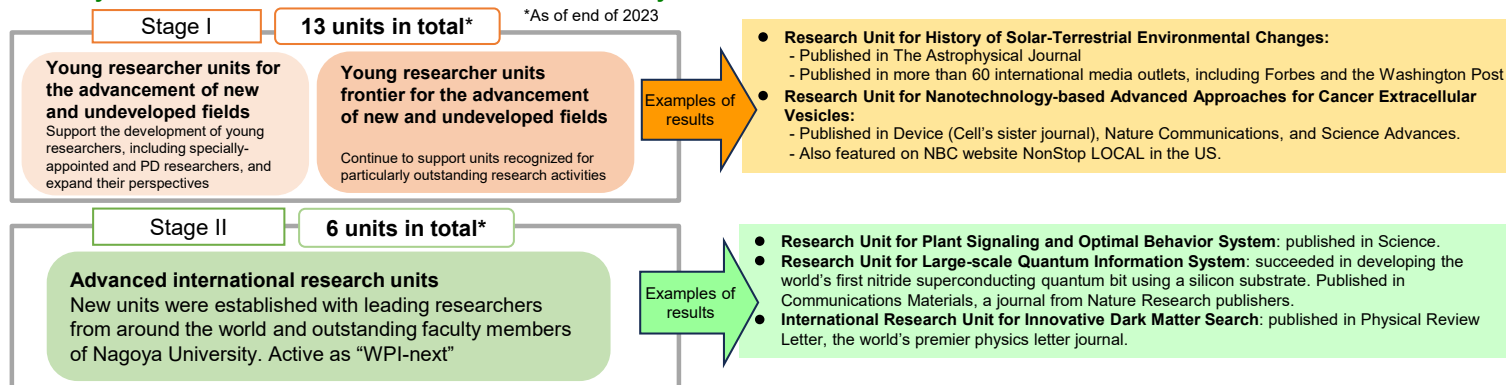 Stage I
13 units in total*
*As of end of 2023
Young researcher units for
the advancement of new
and undeveloped fields
Support the development of young
researchers, including specially-
appointed and PD researchers, and
expand their perspectives
Young researcher units
frontier for the advancement
of new and undeveloped fields
Continue to support units recognized for
particularly outstanding research activities
Examples of
results
● Research Unit for History of Solar-Terrestrial Environmental Changes:
- Published in The Astrophysical Journal
- Published in more than 60 international media outlets, including Forbes and the Washington Post
● Research Unit for Nanotechnology-based Advanced Approaches for Cancer Extracellular
Vesicles:
- Published in Device (Cell's sister journal), Nature Communications, and Science Advances.
- Also featured on NBC website NonStop LOCAL in the US.
Stage II
6 units in total*
Advanced international research units
New units were established with leading researchers
from around the world and outstanding faculty members
of Nagoya University. Active as “WPI-next”
Examples of
results
● Research Unit for Plant Signaling and Optimal Behavior System: published in Science.
● Research Unit for Large-scale Quantum Information System: succeeded in developing the
world's first nitride superconducting quantum bit using a silicon substrate. Published in
Communications Materials, a journal from Nature Research publishers.
● International Research Unit for Innovative Dark Matter Search: published in Physical Review
Letter, the world's premier physics letter journal.